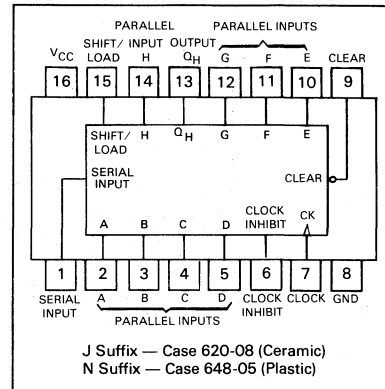 PARALLEL PARALLEL INPUTS
SHIFT/ INPUT OUTPUT
VCC LOAD H QH G F E CLEAR
16 15 14 13 12 11 10 9
SHIFT/ H QH G F E
LOAD
SERIAL
INPUT
CLEAR
CLOCK
INHIBIT CK
A B C D
1 2 3 4 5 6 7 8
SERIAL A B C D CLOCK CLOCK GND
INPUT INHIBIT
PARALLEL INPUTS
J Suffix — Case 620-08 (Ceramic)
N Suffix — Case 648-05 (Plastic)